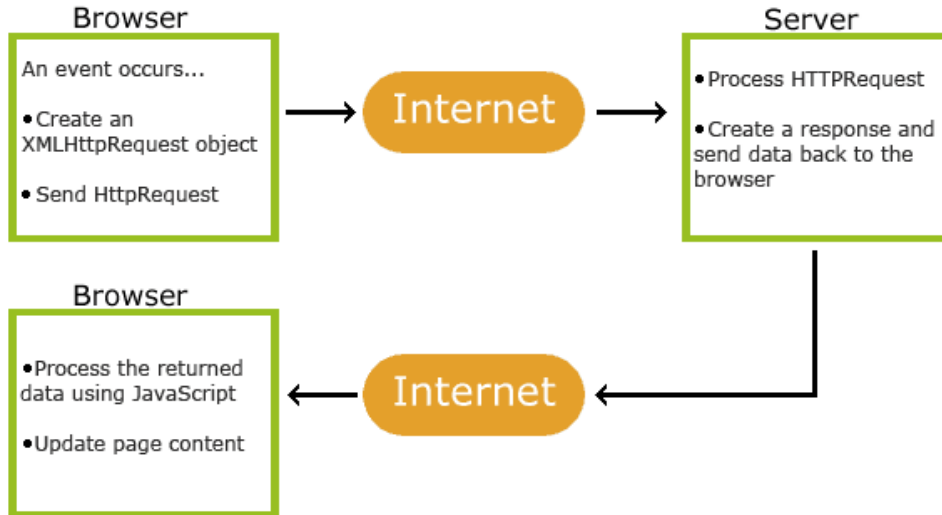 Browser
An event occurs...
•Create an
XMLHttpRequest object
•Send HttpRequest
Internet
Server
•Process HTTPRequest
•Create a response and
send data back to the
browser
Browser
•Process the returned
data using JavaScript
•Update page content
Internet